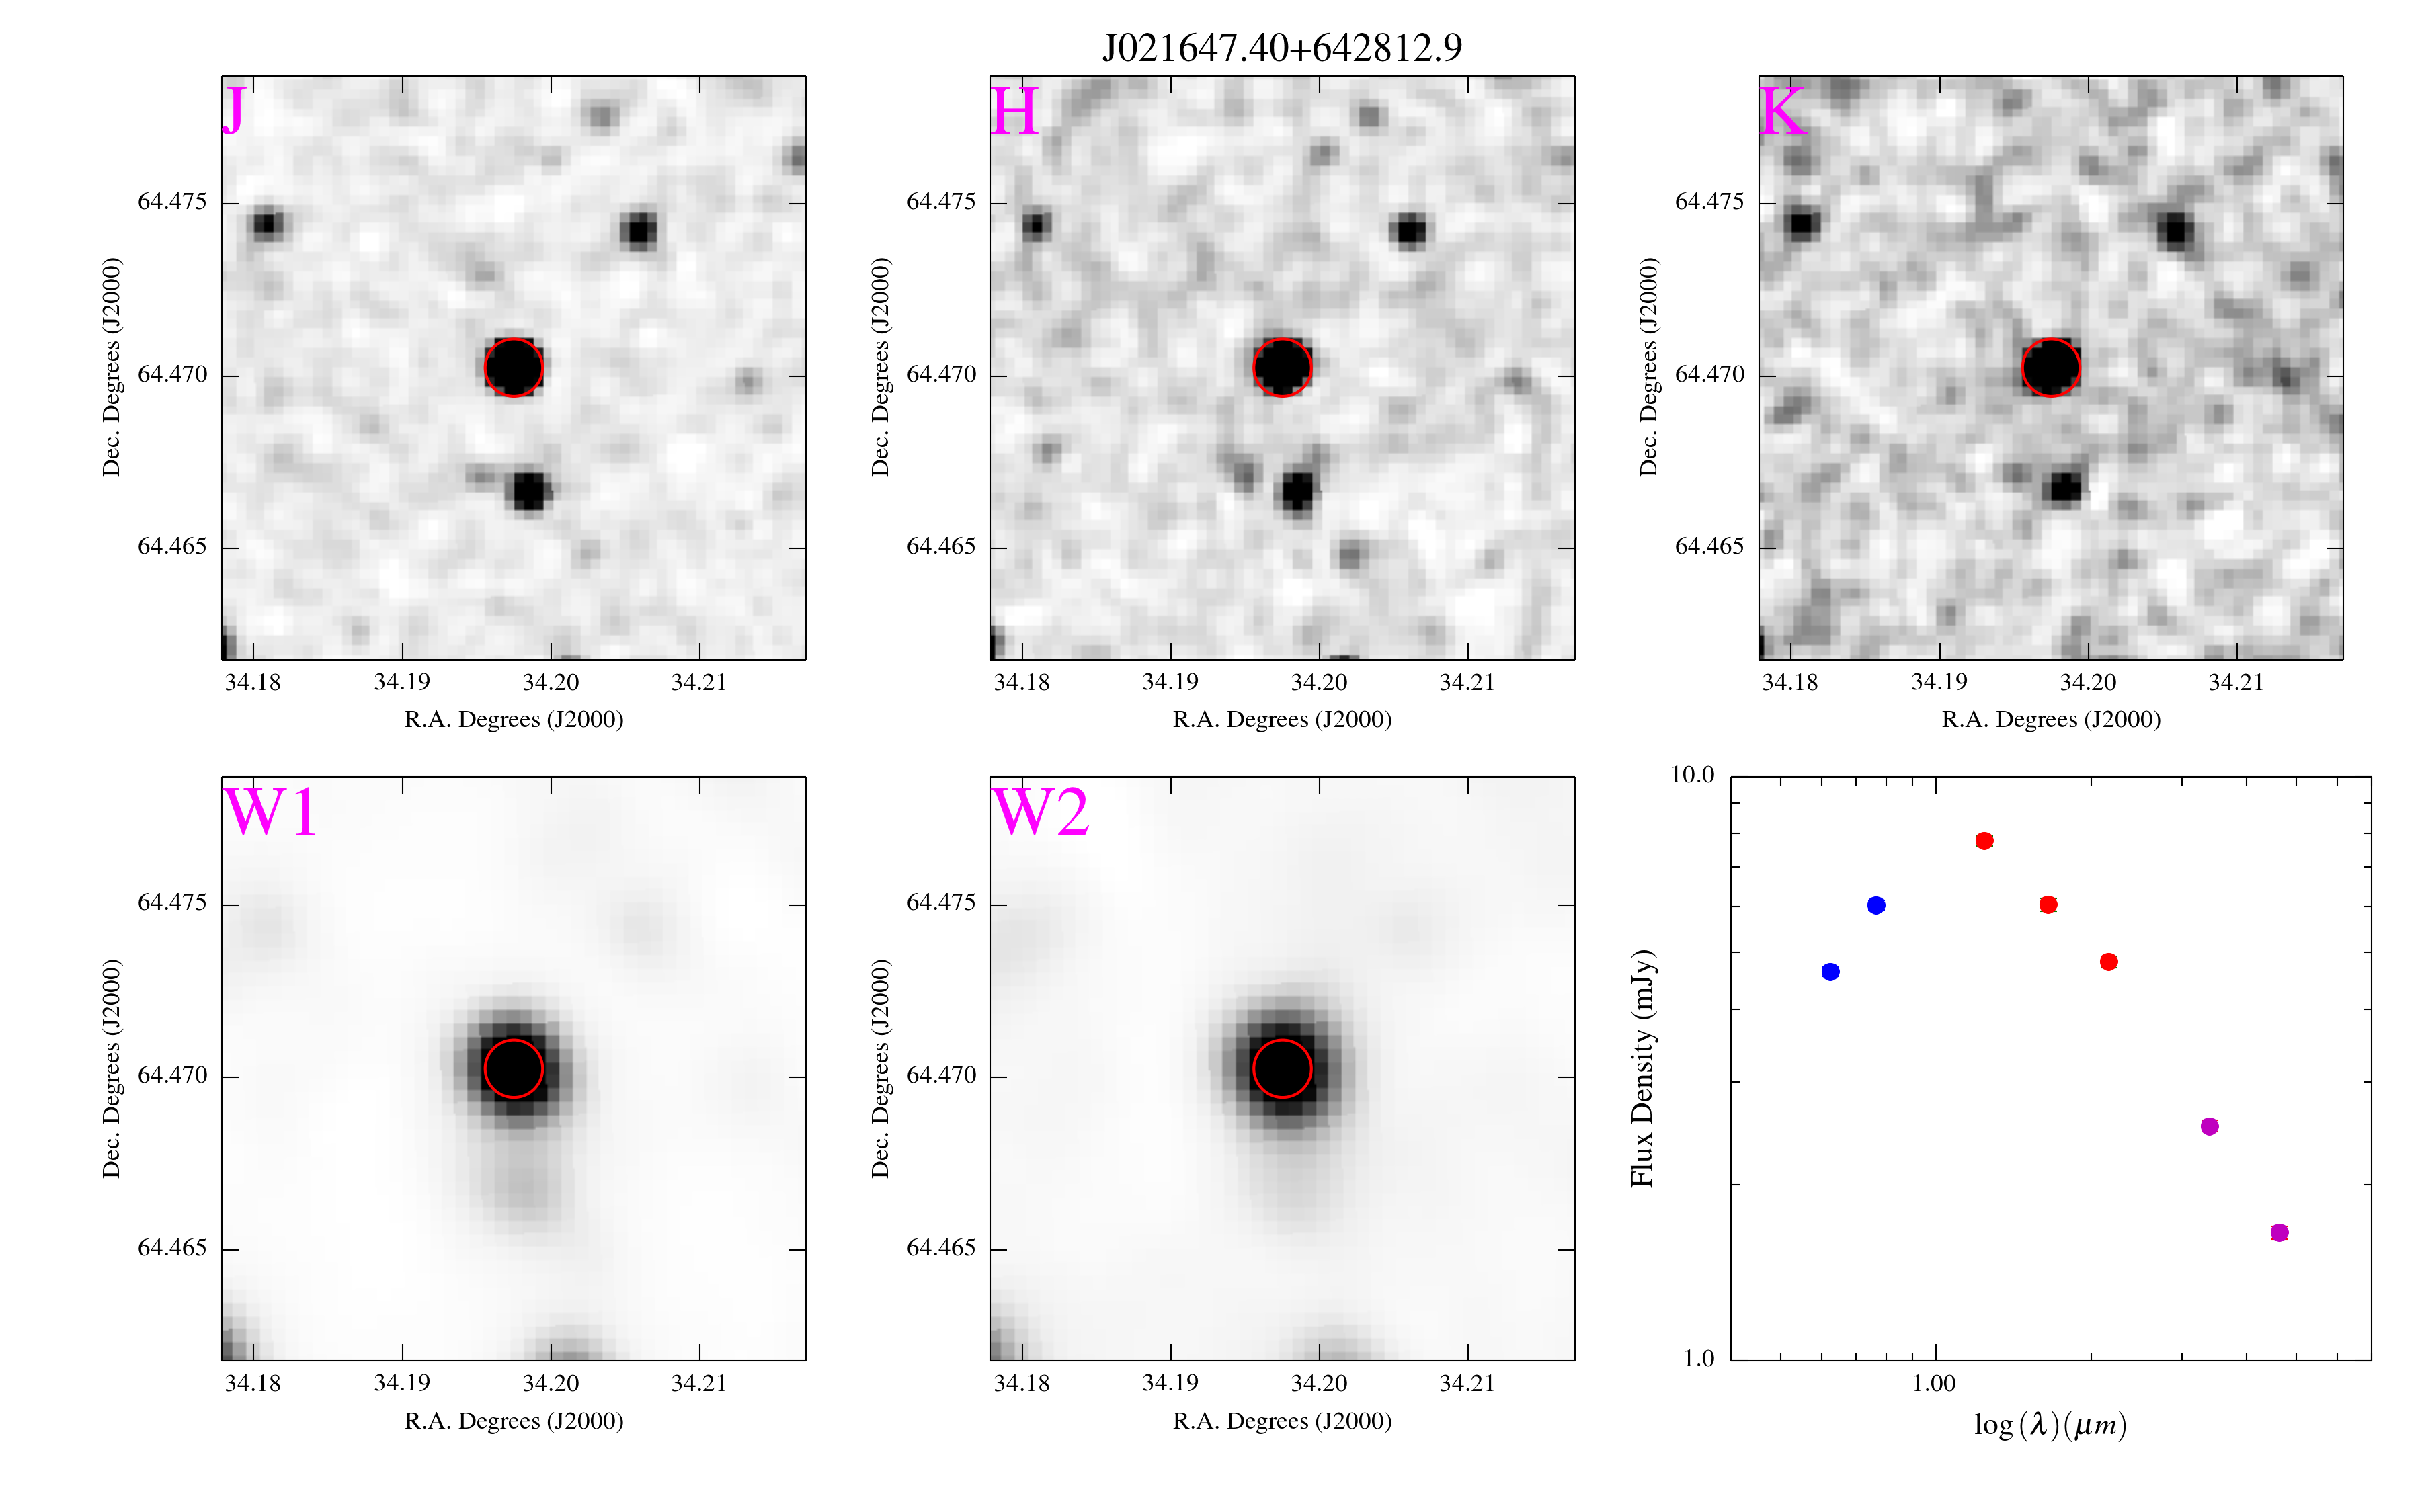 J021647.40+642812.9
J
H
K
64.475
64.470
64.465
Dec. Degrees (J2000)
34.18 34.19 34.20 34.21
R.A. Degrees (J2000)
64.475
64.470
64.465
Dec. Degrees (J2000)
34.18 34.19 34.20 34.21
R.A. Degrees (J2000)
64.475
64.470
64.465
Dec. Degrees (J2000)
34.18 34.19 34.20 34.21
R.A. Degrees (J2000)
W1
64.475
64.470
64.465
Dec. Degrees (J2000)
34.18 34.19 34.20 34.21
R.A. Degrees (J2000)
W2
64.475
64.470
64.465
Dec. Degrees (J2000)
34.18 34.19 34.20 34.21
R.A. Degrees (J2000)
10.0
1.0
Flux Density (mJy)
1.00
log (λ)(μm)